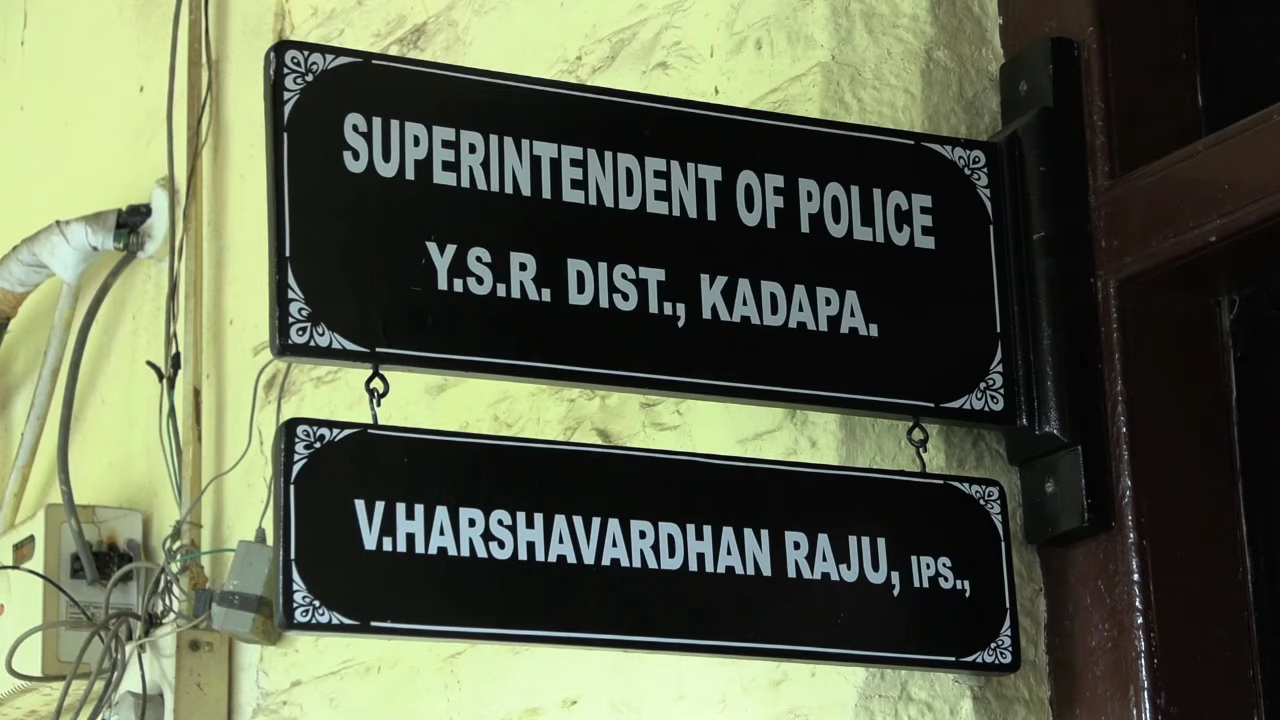 SUPERINTENDENT OF POLICE
Y.S.R. DIST., KADAPA.
V.HARSHAVARDHAN RAJU, IPS.,